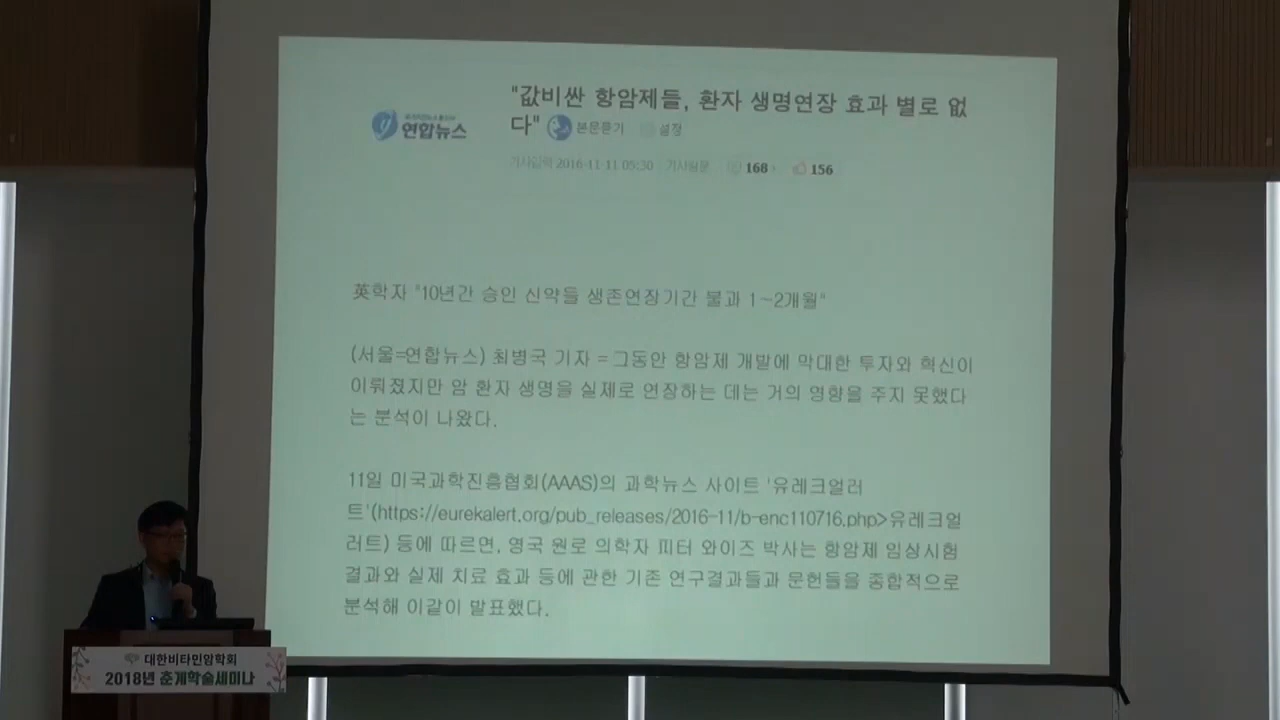 "값비싼 항암제들, 환자 생명연장 효과 별로 없
다" 본문듣기 설정
연합뉴스
기사입력 2016-11-11 05:30 기사원문 168 156
英학자 "10년간 승인 신약들 생존연장기간 불과 1~2개월"
(서울=연합뉴스) 최병국 기자 = 그동안 항암제 개발에 막대한 투자와 혁신이
이뤄졌지만 암 환자 생명을 실제로 연장하는 데는 거의 영향을 주지 못했다
는 분석이 나왔다.
11일 미국과학진흥협회(AAAS)의 과학뉴스 사이트 '유레크얼러
트'(https://eurekalert.org/pub_releases/2016-11/b-enc110716.php>유레크얼
러트) 등에 따르면, 영국 원로 의학자 피터 와이즈 박사는 항암제 임상시험
결과와 실제 치료 효과 등에 관한 기존 연구결과들과 문헌들을 종합적으로
분석해 이같이 발표했다.
대한비타민암학회
2018년 춘계학술세미나